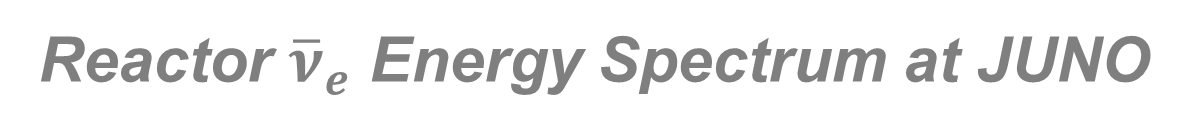 Reactor ν̅ₑ Energy Spectrum at JUNO